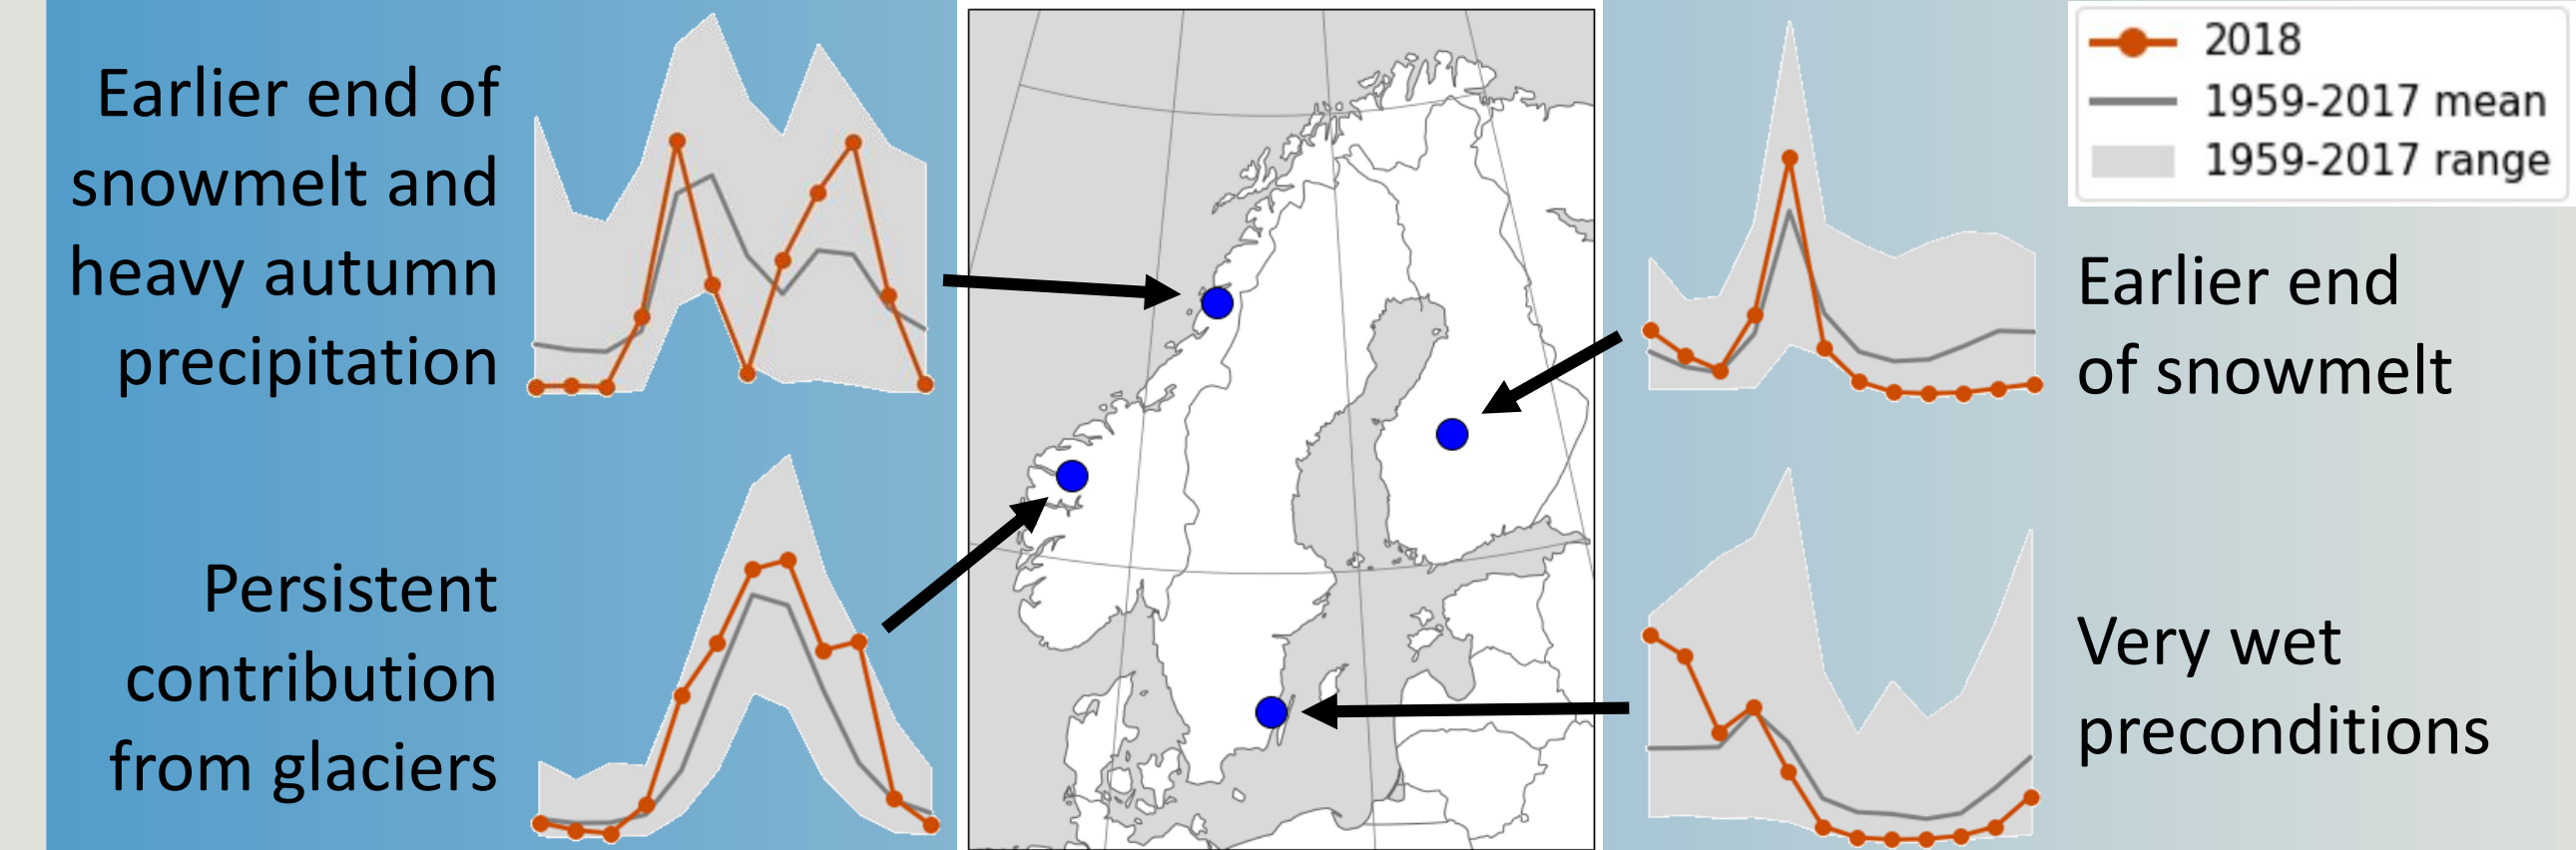 Earlier end of
snowmelt and
heavy autumn
precipitation
Persistent
contribution
from glaciers
2018
1959-2017 mean
1959-2017 range
Earlier end
of snowmelt
Very wet
preconditions